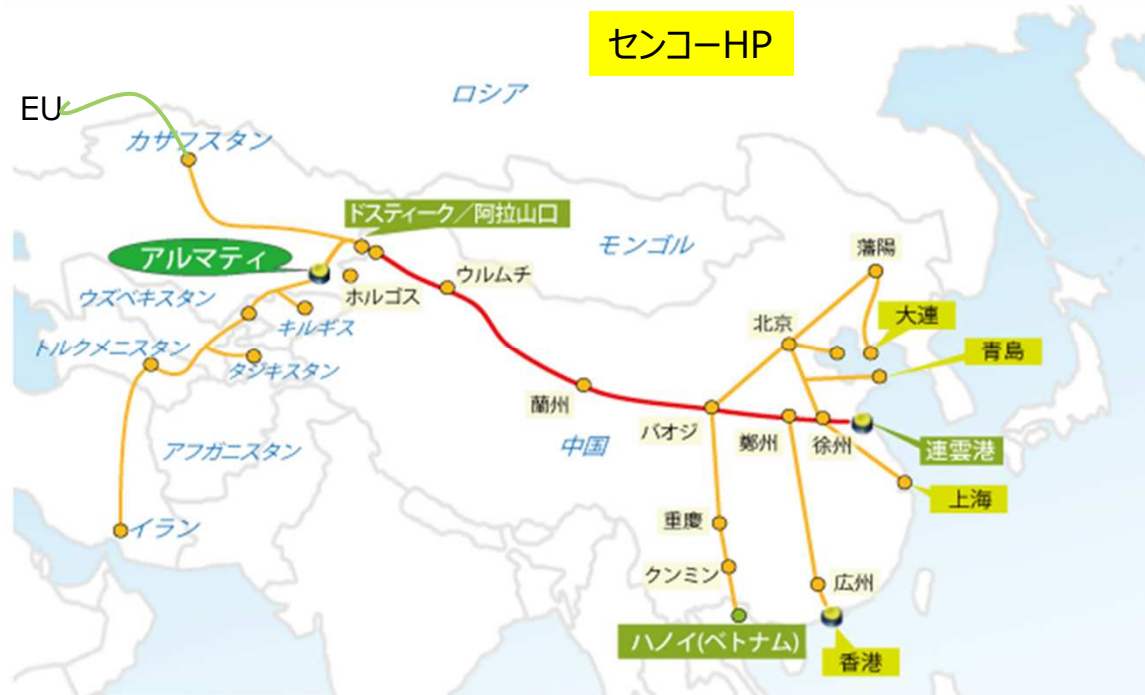 センコーHP
ロシア
EU
カザフスタン
ドスティーク／阿拉山口
モンゴル
藩陽
アルマティ
ウルムチ
ホルゴス
ウズベキスタン
キルギス
北京
大連
トルクメニスタン
青島
タジキスタン
蘭州
バオジ
鄭州
徐州
中国
連雲港
アフガニスタン
上海
重慶
イラン
クンミン
広州
ハノイ(ベトナム)
香港